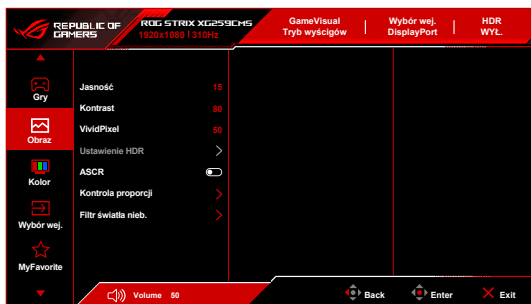 REPUBLIC OF
GAMERS
ROG STRIX XG259CMS
1920x1080 | 310Hz
GameVisual
Tryb wyścigów
Wybór wej.
DisplayPort
HDR
WYŁ.
Gry
Obraz
Kolor
Wybór wej.
MyFavorite
Jasność 15
Kontrast 80
VividPixel 50
Ustawienie HDR
ASCR
Kontrola proporcji
Filtr światła nieb.
Volume 50
Back
Enter
Exit